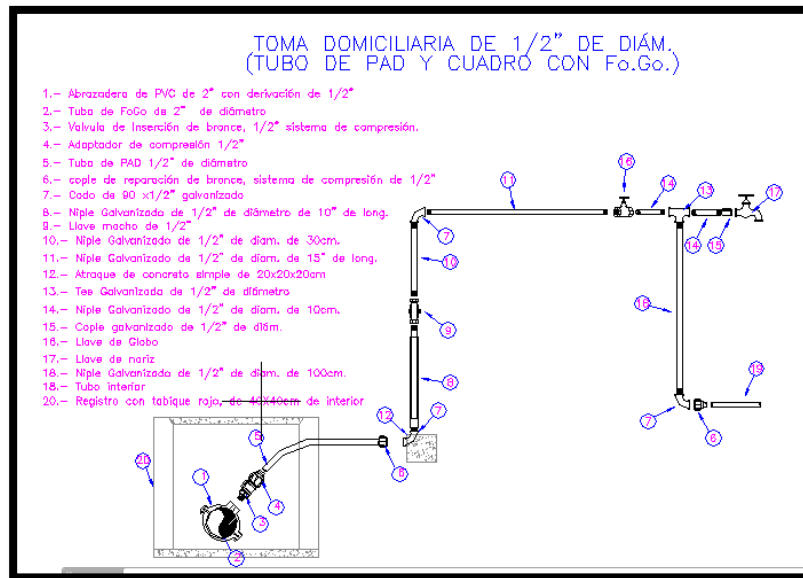 TOMA DOMICILIARIA DE 1/2" DE DIÁM.
(TUBO DE PAD Y CUADRO CON Fo.Go.)
1.- Abrazadera de PVC de 2" con derivación de 1/2"
2.- Tubo de FoGo de 2" de diámetro
3.- Valvula de Inserción de bronce, 1/2" sistema de compresión.
4.- Adaptador de compresión 1/2"
5.- Tubo de PAD 1/2" de diámetro
6.- cople de reparación de bronce, sistema de compresión de 1/2"
7.- Codo de 90 x1/2" galvanizado
8.- Niple Galvanizado de 1/2" de diámetro de 10" de long.
9.- Llave macho de 1/2"
10.- Niple Galvanizado de 1/2" de diam. de 30cm.
11.- Niple Galvanizado de 1/2" de diam. de 15" de long.
12.- Atraque de concreto simple de 20x20x20cm
13.- Tee Galvanizada de 1/2" de diámetro
14.- Niple Galvanizado de 1/2" de diam. de 10cm.
15.- Cople galvanizado de 1/2" de diám.
16.- Llave de Globo
17.- Llave de nariz
18.- Niple Galvanizado de 1/2" de diam. de 100cm.
18.- Tubo interior
20.- Registro con tabique rojo, de 40X40cm de interior
16
14
13
17
11
7
14
15
10
18
9
8
19
12
7
7
6
5
20
1
4
3
2